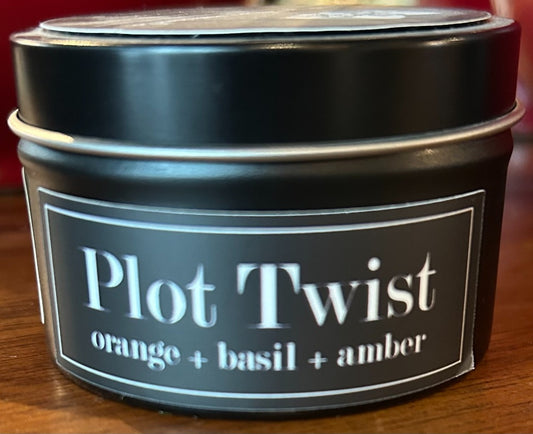 Plot Twist
orange + basil + amber